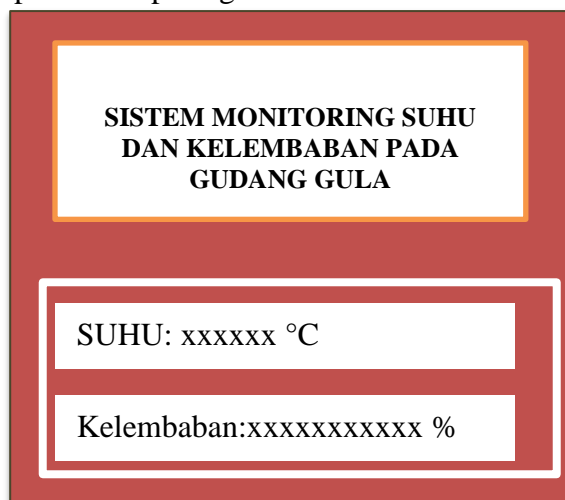 SISTEM MONITORING SUHU
DAN KELEMBABAN PADA
GUDANG GULA
SUHU: xxxxxx °C
Kelembaban:xxxxxxxxxxx %